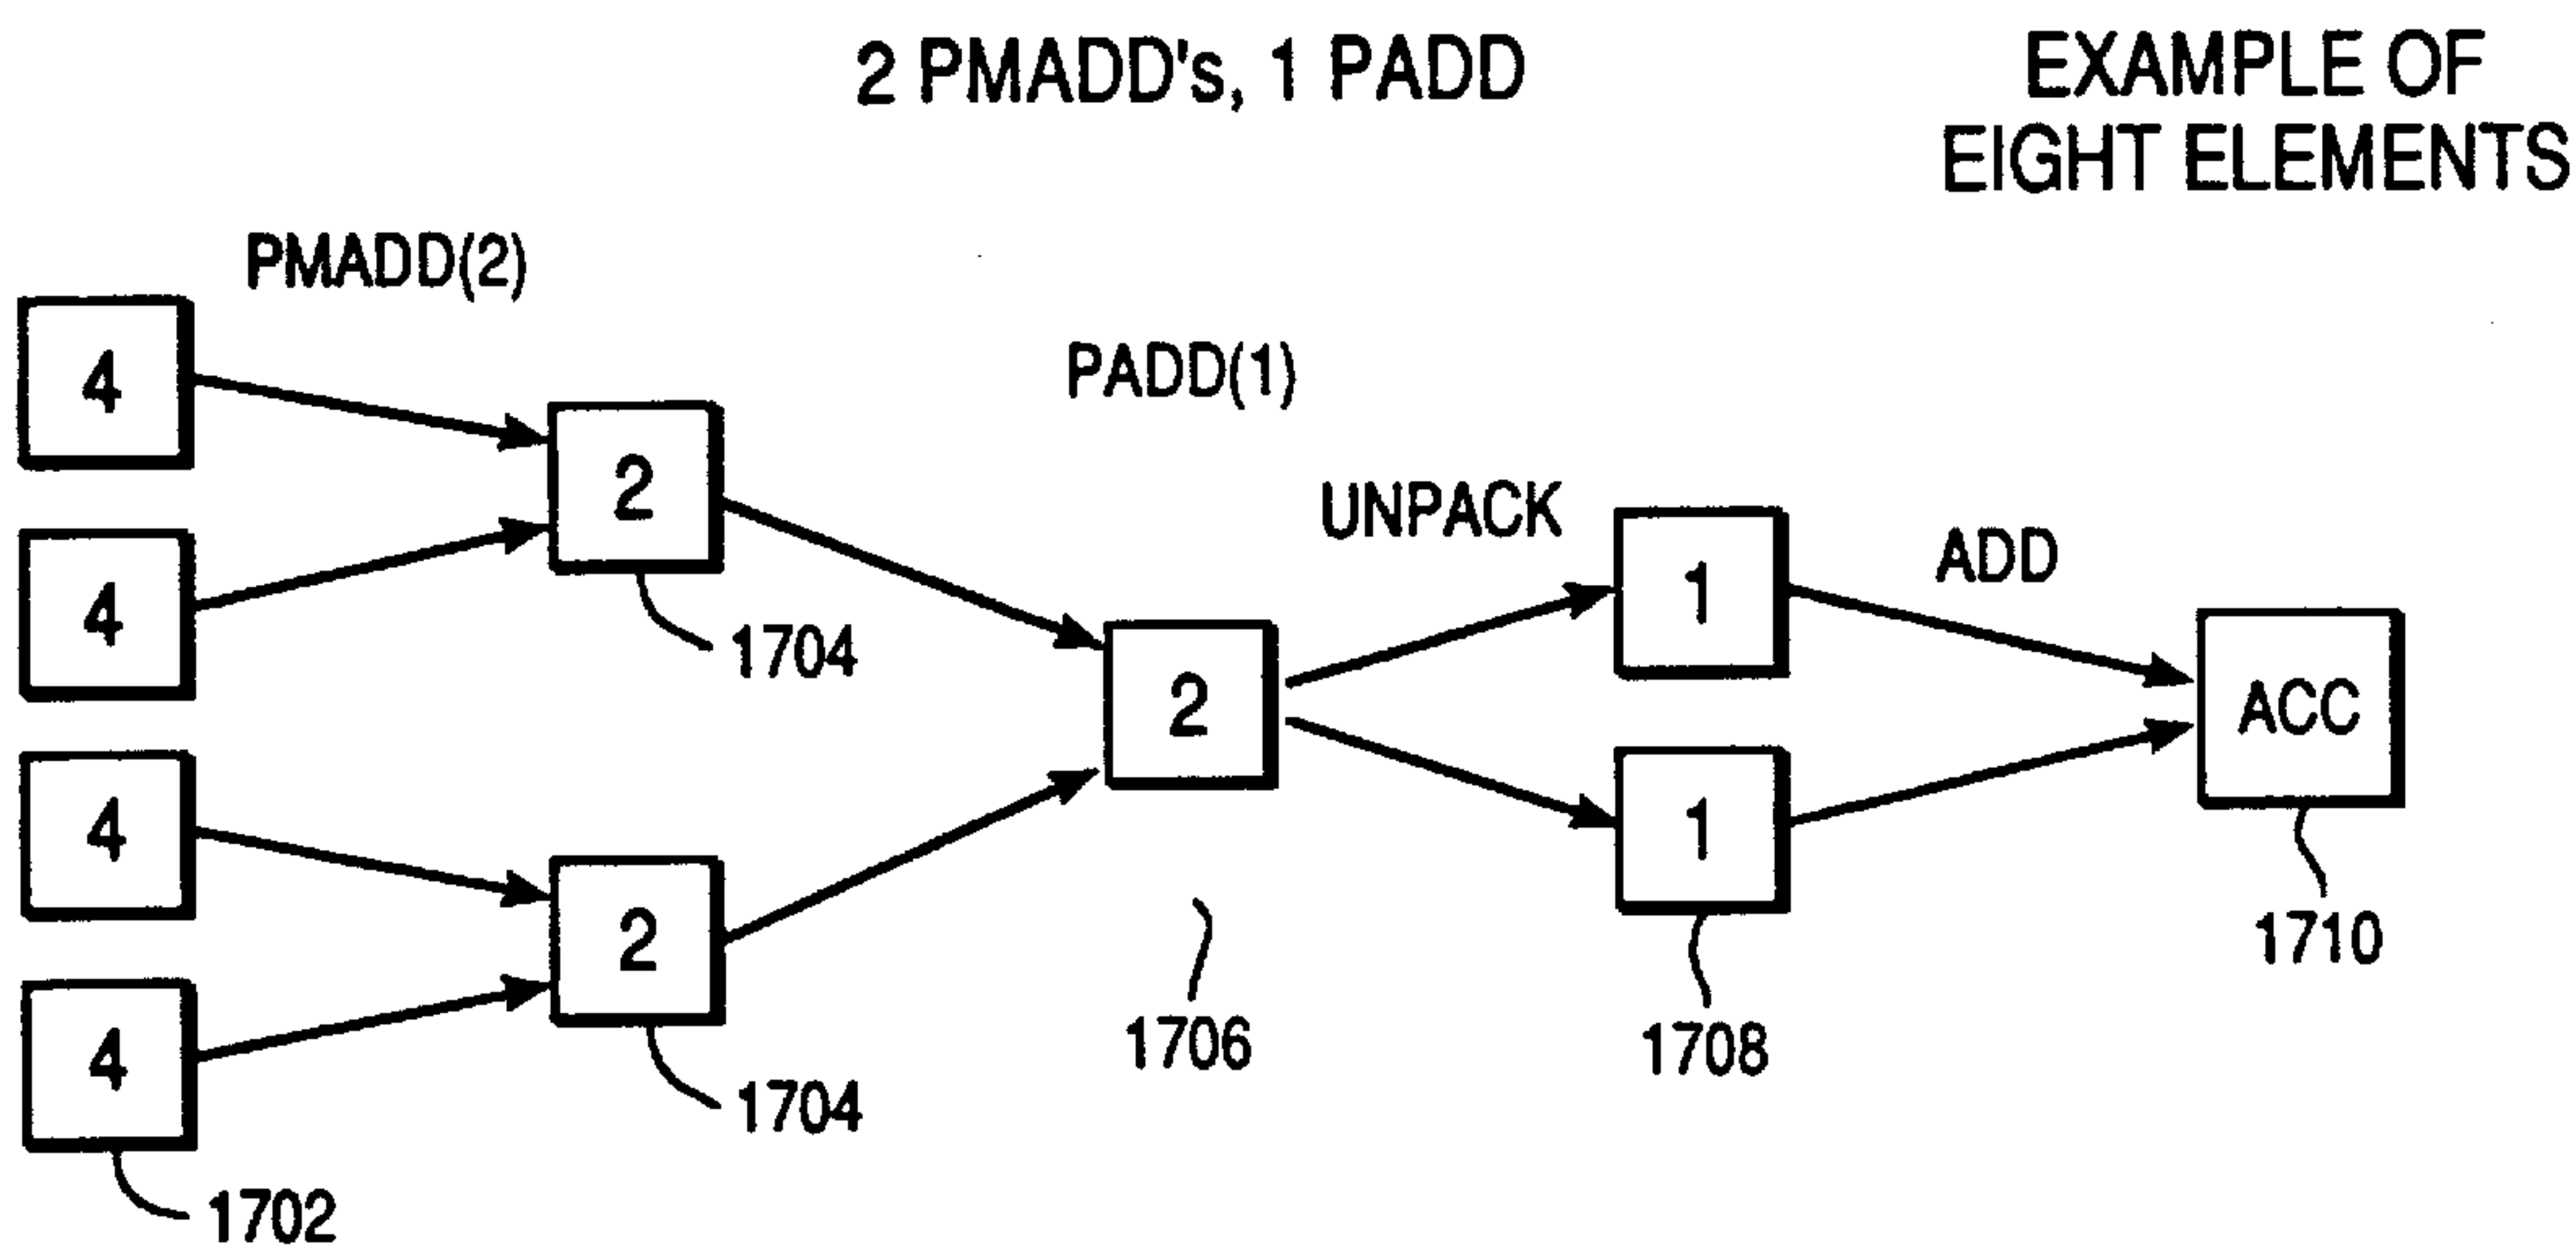 2 PMADD's, 1 PADD
EXAMPLE OF
EIGHT ELEMENTS
PMADD(2)
PADD(1)
UNPACK
ADD
4
4
4
4
2
2
2
1
1
ACC
1702
1704
1704
1706
1708
1710